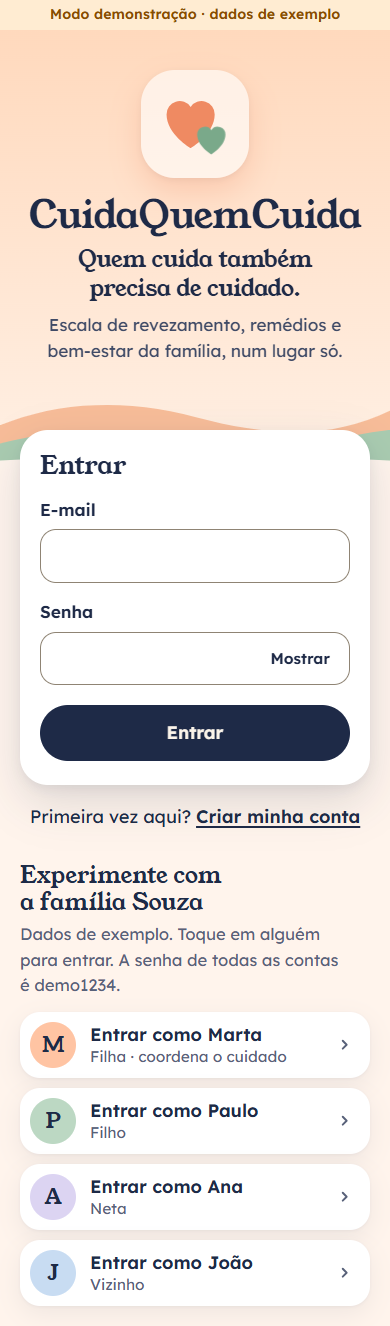 Modo demonstração · dados de exemplo
CuidaQuemCuida
Quem cuida também
precisa de cuidado.
Escala de revezamento, remédios e
bem-estar da família, num lugar só.
Entrar
E-mail
Senha
Mostrar
Entrar
Primeira vez aqui? Criar minha conta
Experimente com
a família Souza
Dados de exemplo. Toque em alguém
para entrar. A senha de todas as contas
é demo1234.
M
Entrar como Marta
Filha · coordena o cuidado
P
Entrar como Paulo
Filho
A
Entrar como Ana
Neta
J
Entrar como João
Vizinho